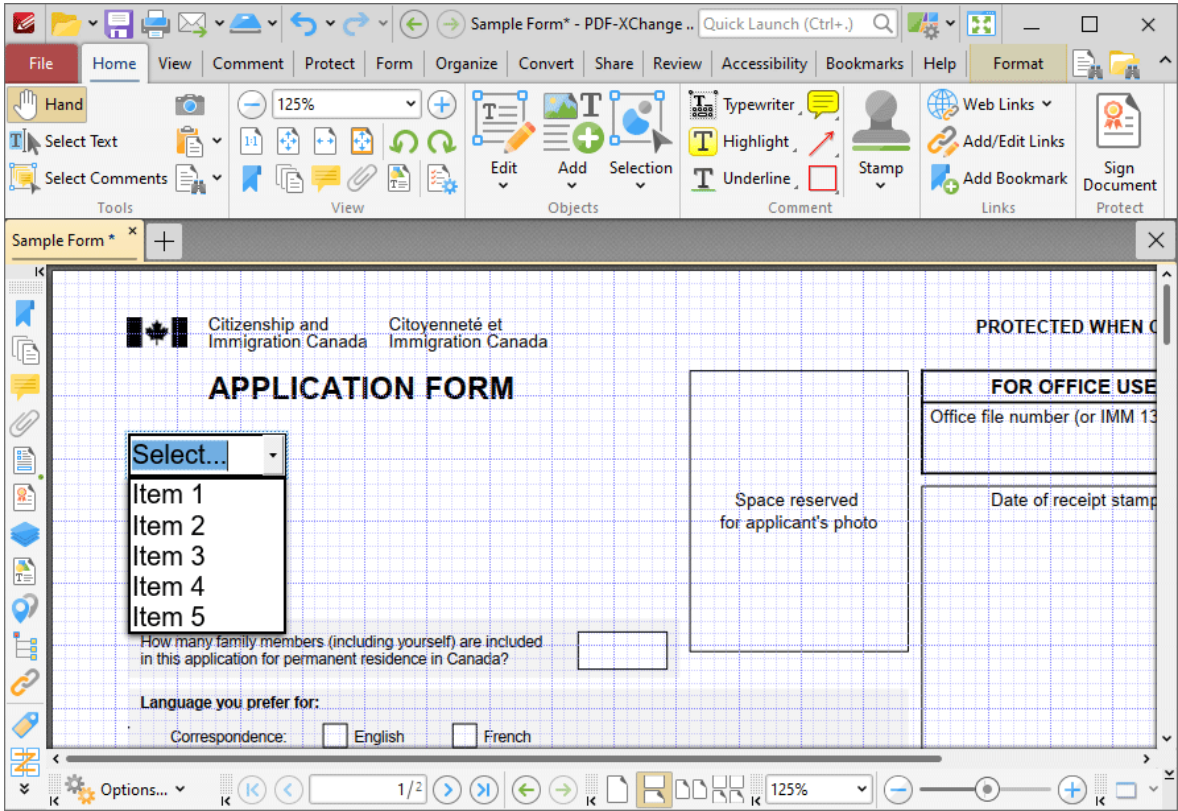 Sample Form* - PDF-XChange ..
Quick Launch (Ctrl+.)
File
Home
View
Comment
Protect
Form
Organize
Convert
Share
Review
Accessibility
Bookmarks
Help
Format
Hand
Select Text
Select Comments
Tools
125%
1:1
View
Edit
Add
Selection
Objects
Typewriter
Highlight
Underline
Stamp
Comment
Web Links
Add/Edit Links
Add Bookmark
Links
Sign
Document
Protect
Sample Form *
Citizenship and
Immigration Canada
Citoyenneté et
Immigration Canada
PROTECTED WHEN C
APPLICATION FORM
FOR OFFICE USE
Office file number (or IMM 13
Select...
Item 1
Item 2
Item 3
Item 4
Item 5
Space reserved
for applicant's photo
Date of receipt stamp
How many family members (including yourself) are included
in this application for permanent residence in Canada?
Language you prefer for:
Correspondence:
English
French
Options...
1/2
125%